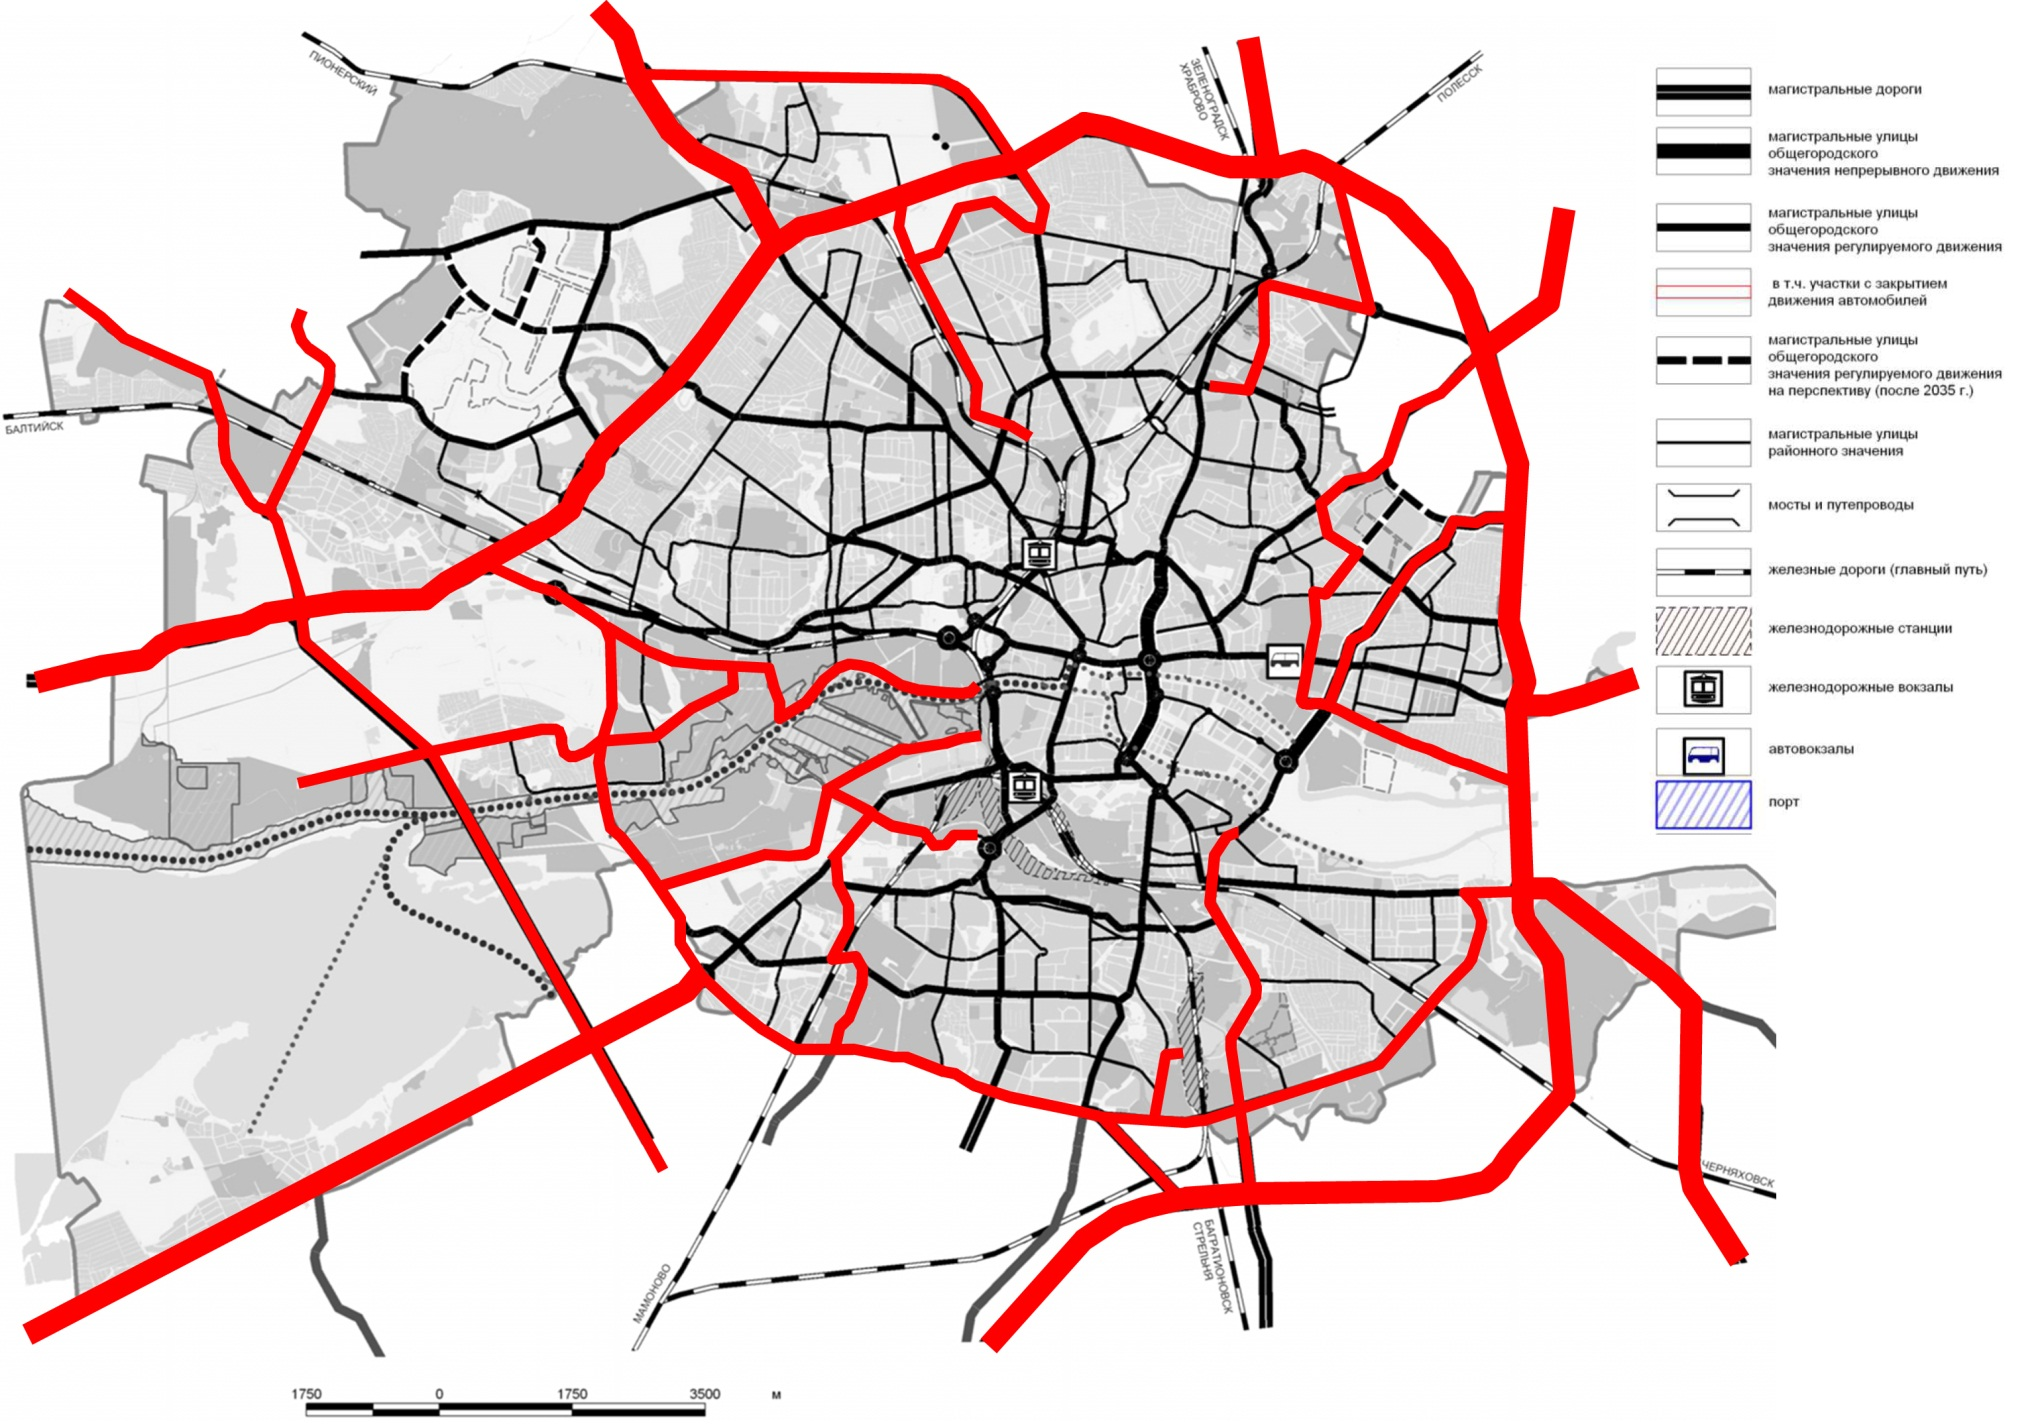 ПИОНЕРСКИЙ
ЗЕЛЕНОГРАДСК
ХРАБРОВО
ПОЛЕССК
БАЛТИЙСК
МАМОНОВО
БАГРАТИОНОВСК
СТРЕЛЬНЯ
ЧЕРНЯХОВСК
магистральные дороги
магистральные улицы
общегородского
значения непрерывного движения
магистральные улицы
общегородского
значения регулируемого движения
в т.ч. участки с закрытием
движения автомобилей
магистральные улицы
общегородского
значения регулируемого движения
на перспективу (после 2035 г.)
магистральные улицы
районного значения
мосты и путепроводы
железные дороги (главный путь)
железнодорожные станции
железнодорожные вокзалы
автовокзалы
порт
1750 0 1750 3500 м